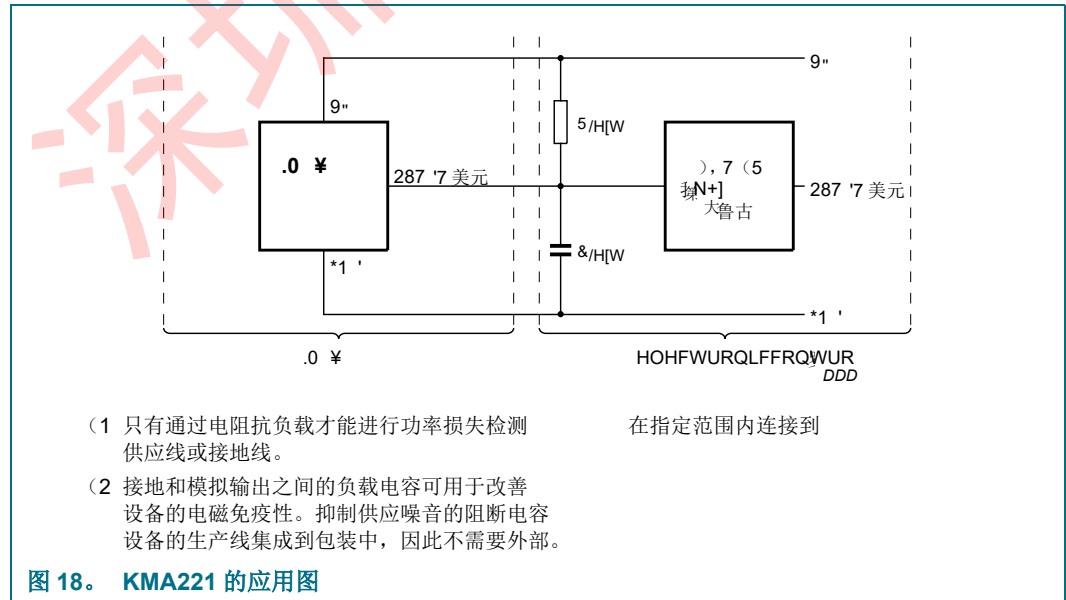 深圳
9"
9"
5/H[W
.0 ¥
287 '7 美元
), 7（5
N+]
大鲁古
287 '7 美元
&/H[W
*1 '
*1 '
.0 ¥
HOHFWURQLFFRQWUR
DDD
（1 只有通过电阻抗负载才能进行功率损失检测 在指定范围内连接到
供应线或接地线。
（2 接地和模拟输出之间的负载电容可用于改善
设备的电磁免疫性。抑制供应噪音的阻断电容
设备的生产线集成到包装中，因此不需要外部。
图 18。 KMA221 的应用图